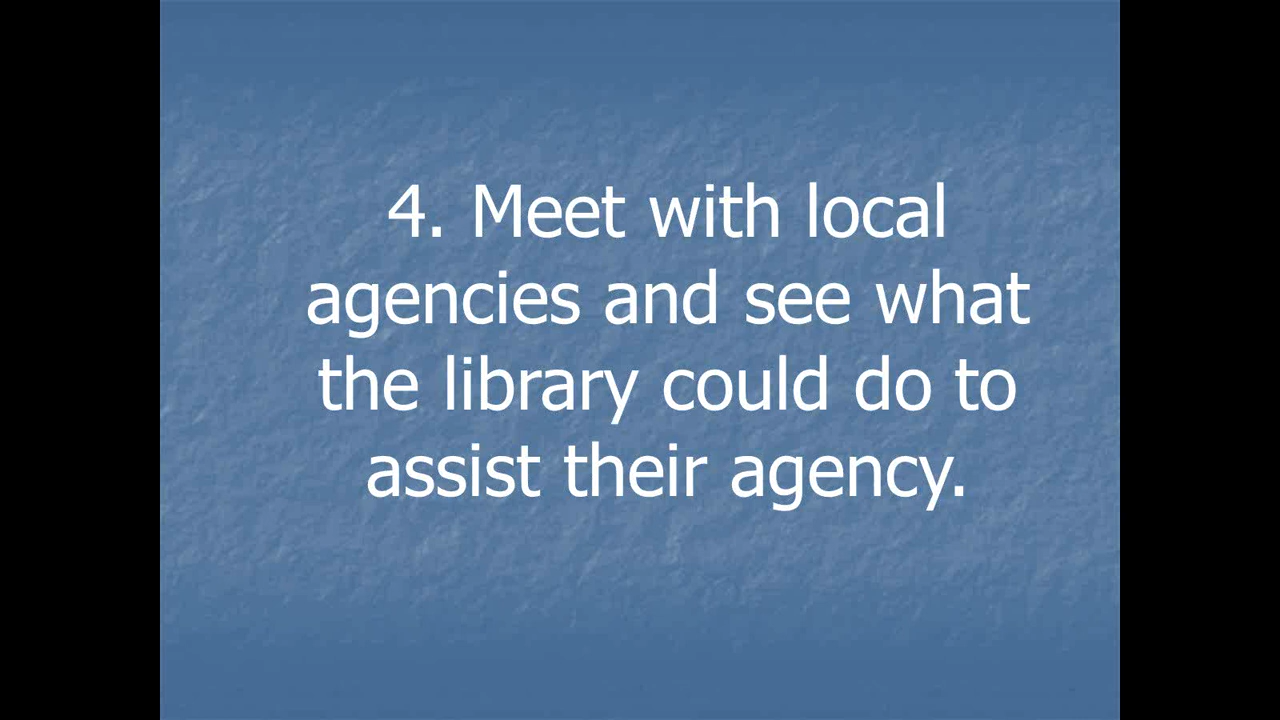 4. Meet with local
agencies and see what
the library could do to
assist their agency.